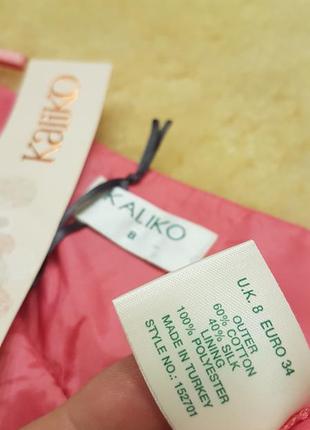 Kaliko
KALIKO
8
U.K. 8 EURO 34
OUTER
60% COTTON
40% SILK
LINING
100% POLYESTER
MADE IN TURKEY
STYLE NO.: 152701